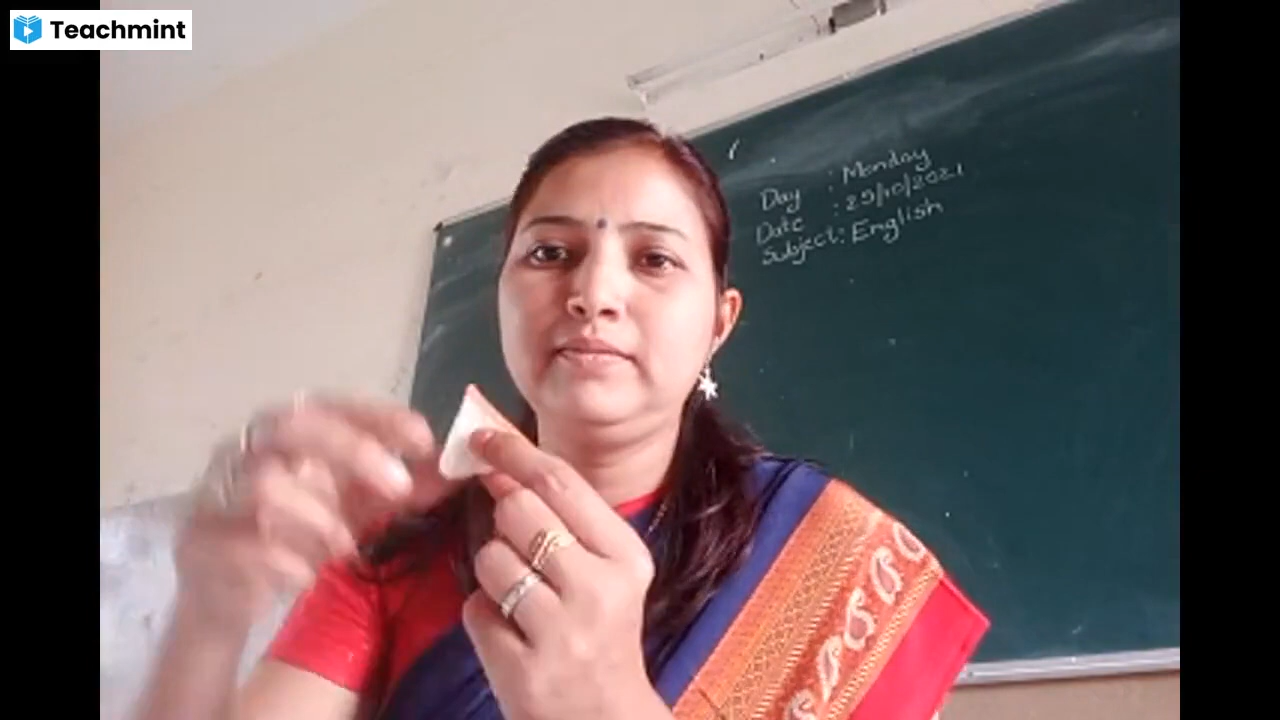 Teachmint
Day : Monday
Date : 25/10/2021
Subject: English